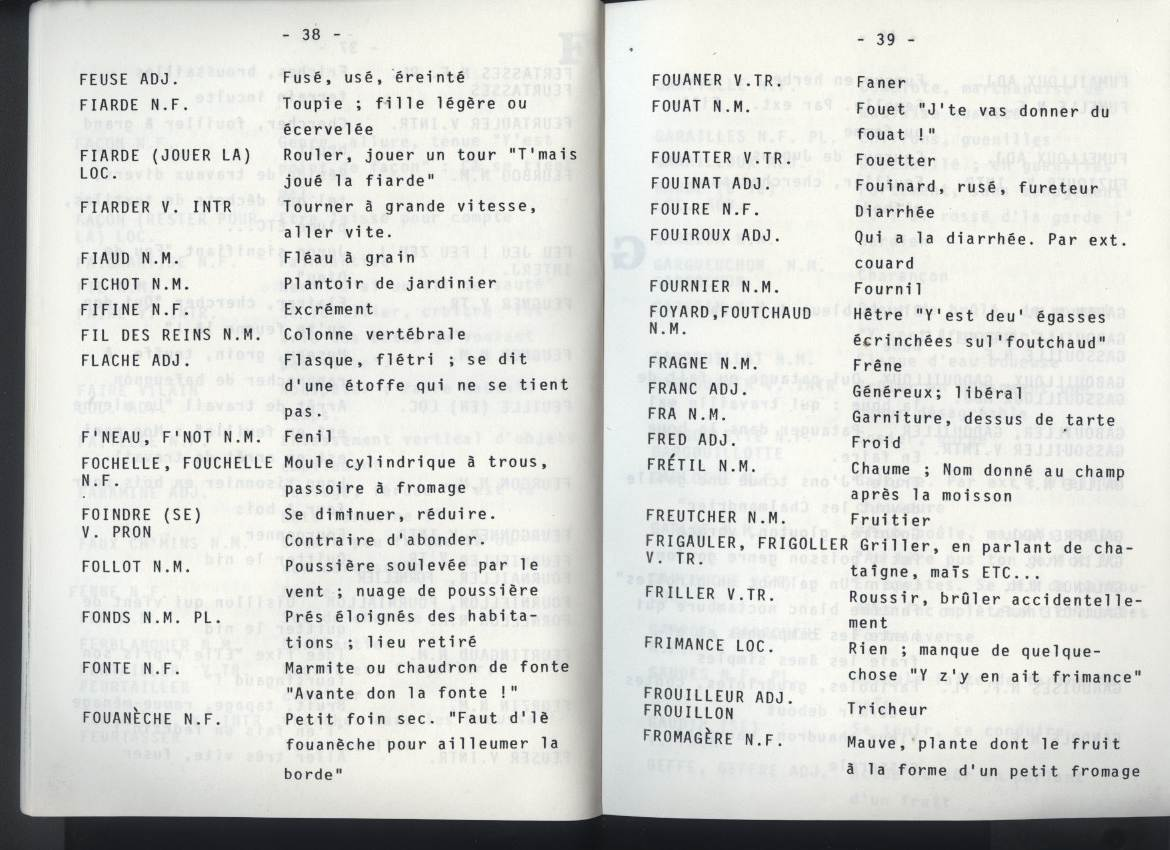 - 38 -
FEUSE ADJ. Fusé, usé, éreinté
FIARDE N.F. Toupie ; fille légère ou
écervelée
FIARDE (JOUER LA) Rouler, jouer un tour "T'mais
LOC. joué la fiarde"
FIARDER V. INTR Tourner à grande vitesse,
aller vite.
FIAUD N.M. Fléau à grain
FICHOT N.M. Plantoir de jardinier
FIFINE N.F. Excrément
FIL DES REINS N.M. Colonne vertébrale
FLACHE ADJ. Flasque, flétri ; se dit
d'une étoffe qui ne se tient
pas.
F'NEAU, F'NOT N.M. Fenil
FOCHELLE, FOUCHELLE Moule cylindrique à trous,
N.F. passoire à fromage
FOINDRE (SE) Se diminuer, réduire.
V. PRON Contraire d'abonder.
FOLLOT N.M. Poussière soulevée par le
vent ; nuage de poussière
FONDS N.M. PL. Prés éloignés des habita-
tions ; lieu retiré
FONTE N.F. Marmite ou chaudron de fonte
"Avante don la fonte !"
FOUANÈCHE N.F. Petit foin sec. "Faut d'lè
fouanèche pour ailleumer la
borde"
- 39 -
FOUANER V.TR. Faner
FOUAT N.M. Fouet "J'te vas donner du
fouat !"
FOUATTER V.TR. Fouetter
FOUINAT ADJ. Fouinard, rusé, fureteur
FOUIRE N.F. Diarrhée
FOUIROUX ADJ. Qui a la diarrhée. Par ext.
couard
FOURNIER N.M. Fournil
FOYARD,FOUTCHAUD Hêtre "Y'est deu' égasses
N.M. écrinchées sul'foutchaud"
FRAGNE N.M. Frêne
FRANC ADJ. Généreux; libéral
FRA N.M. Garniture, dessus de tarte
FRED ADJ. Froid
FRÉTIL N.M. Chaume ; Nom donné au champ
après la moisson
FREUTCHER N.M. Fruitier
FRIGAULER, FRIGOLLER Griller, en parlant de cha-
V. TR. taigne, maïs ETC...
FRILLER V.TR. Roussir, brûler accidentelle-
ment
FRIMANCE LOC. Rien ; manque de quelque-
chose "Y z'y en ait frimance"
FROUILLEUR ADJ.
FROUILLON Tricheur
FROMAGÈRE N.F. Mauve, plante dont le fruit
à la forme d'un petit fromage